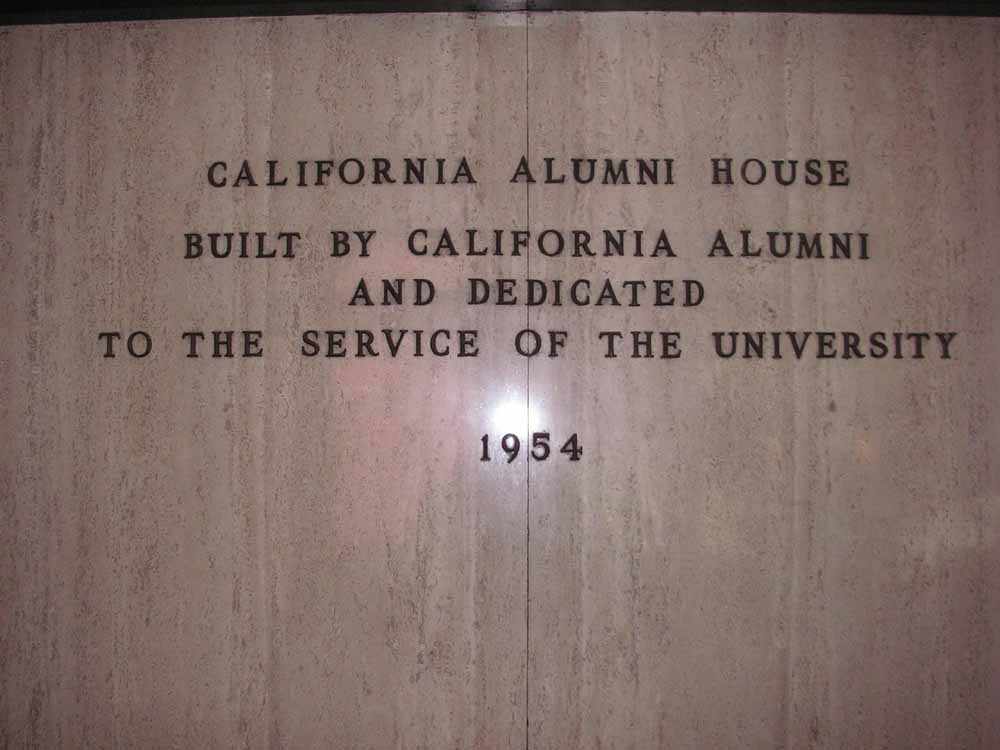 CALIFORNIA ALUMNI HOUSE
BUILT BY CALIFORNIA ALUMNI
AND DEDICATED
TO THE SERVICE OF THE UNIVERSITY
1954